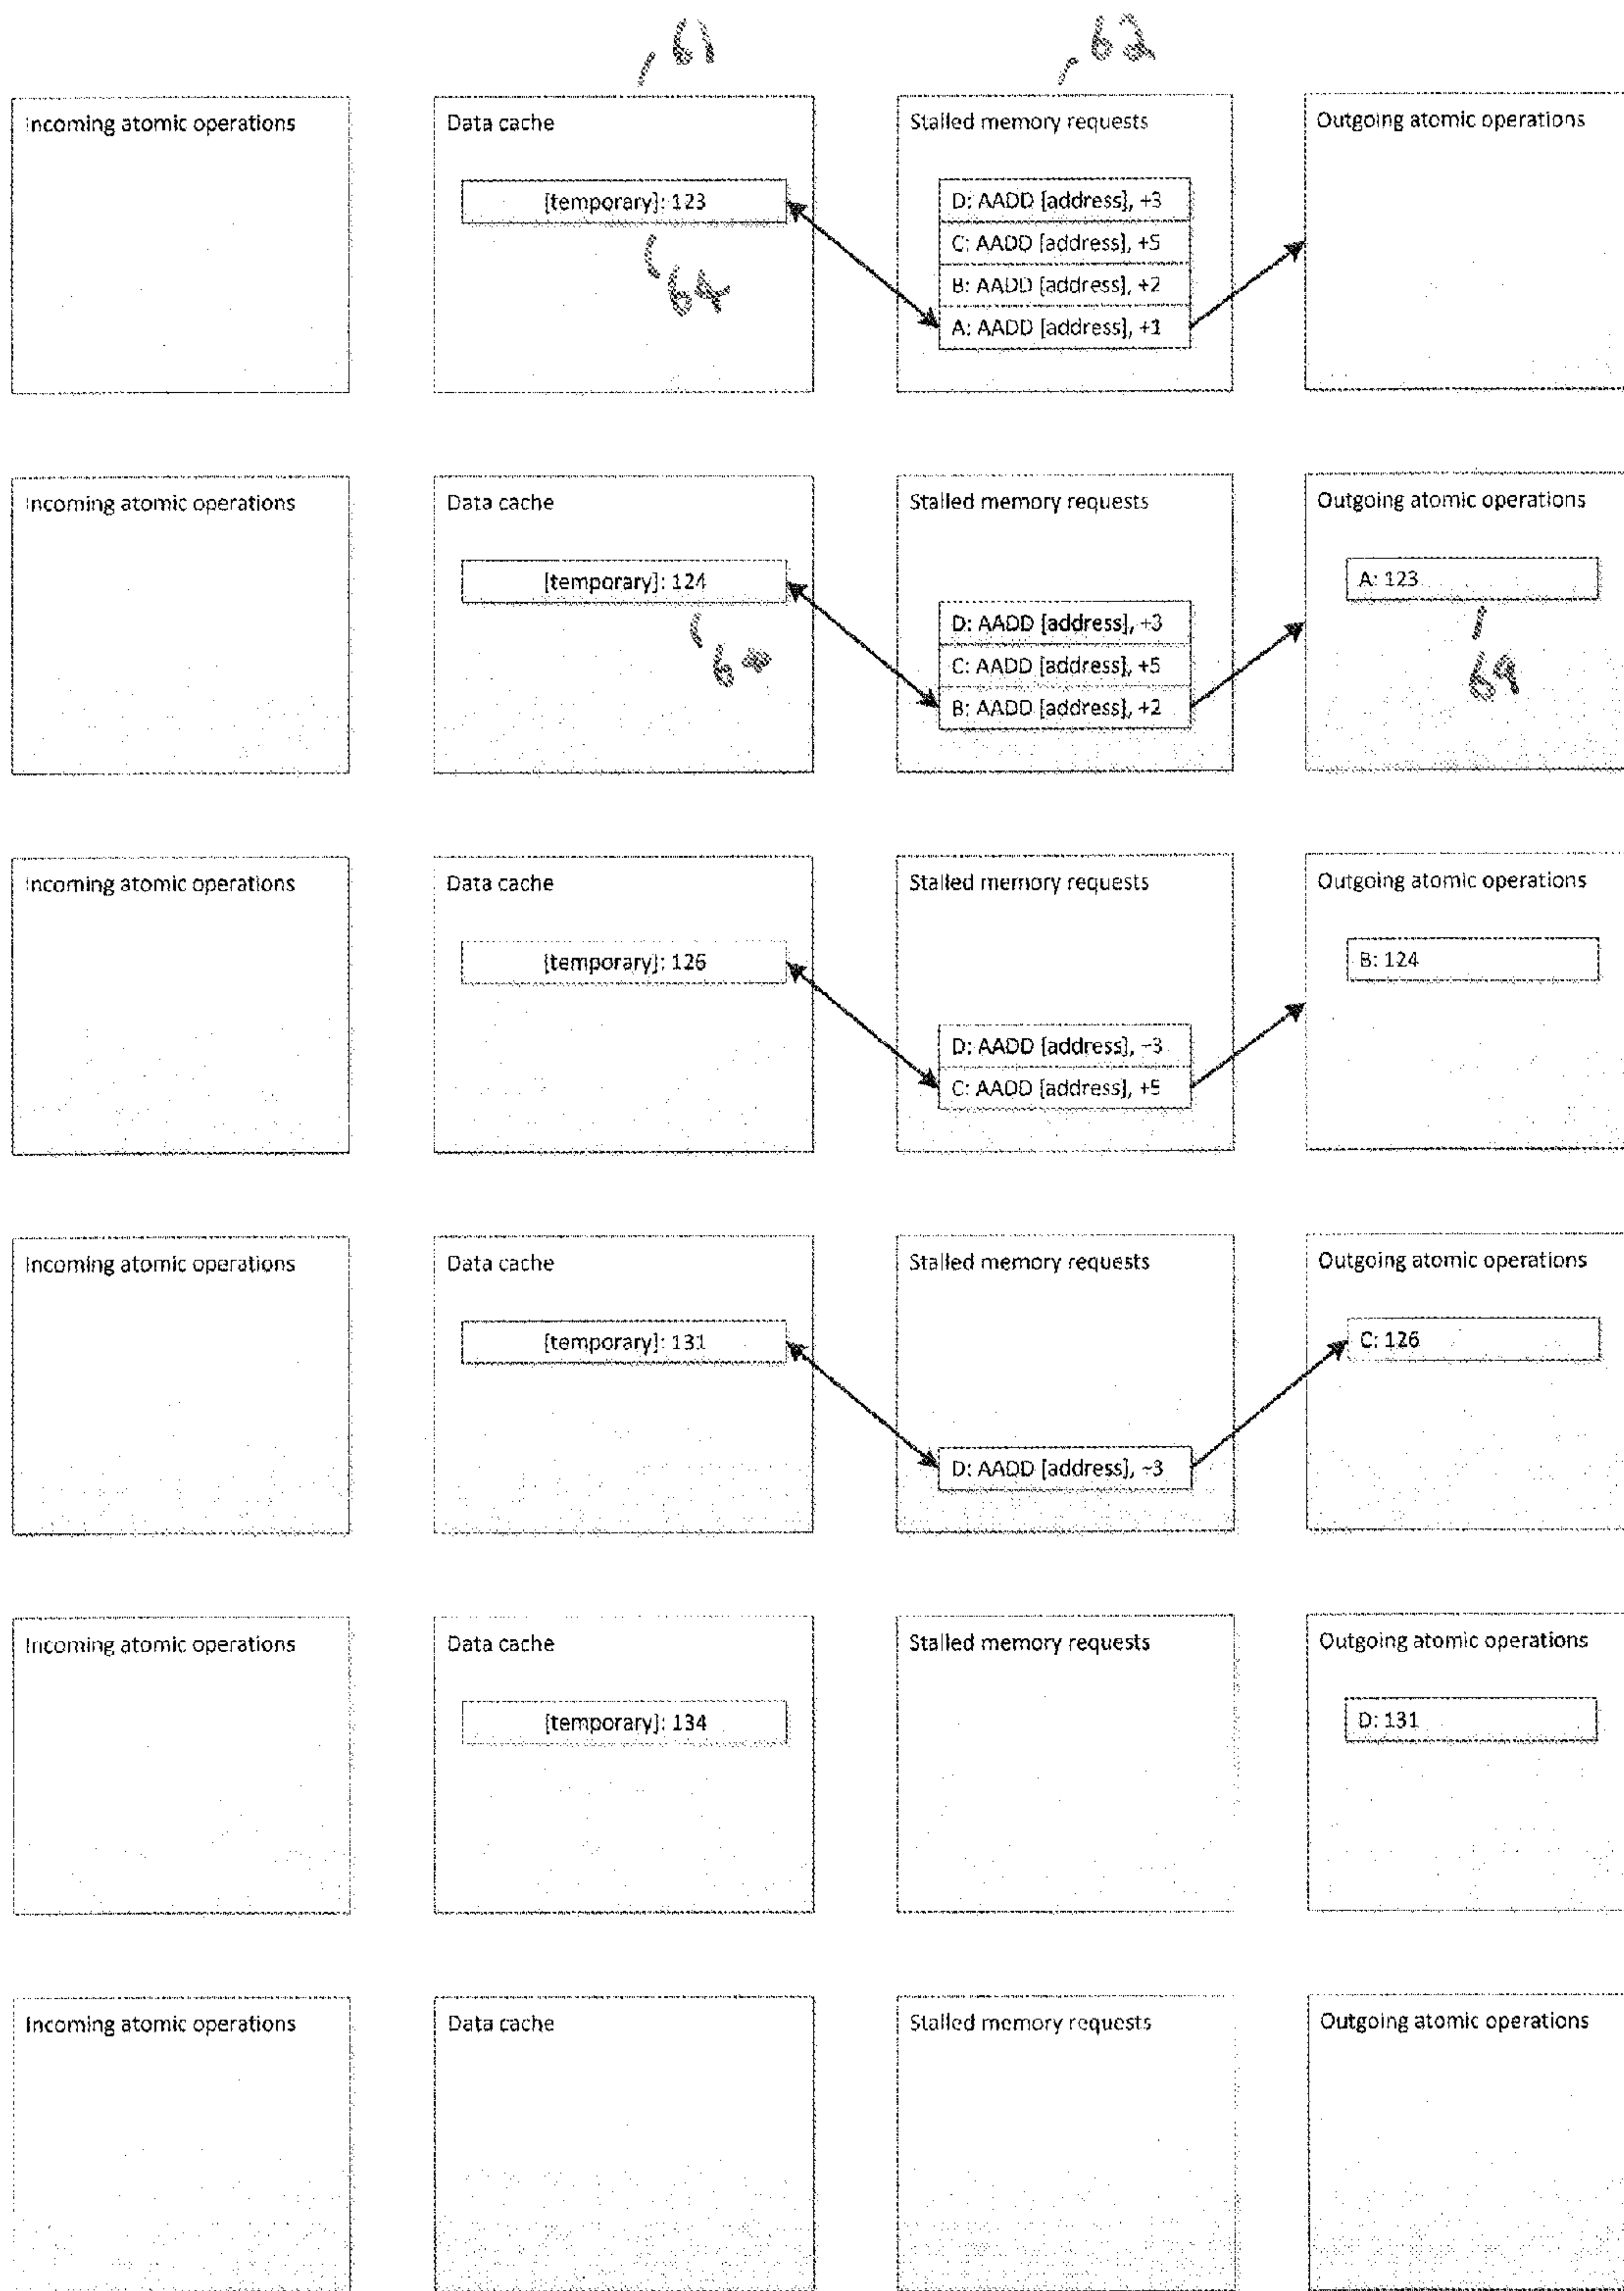 61 62
Incoming atomic operations
Data cache
[temporary]: 123
64
Stalled memory requests
D: AADD [address], +3
C: AADD [address], +5
B: AADD [address], +2
A: AADD [address], +1
Outgoing atomic operations
Incoming atomic operations
Data cache
[temporary]: 124
Stalled memory requests
D: AADD [address], +3
C: AADD [address], +5
B: AADD [address], +2
Outgoing atomic operations
A: 123
69
Incoming atomic operations
Data cache
[temporary]: 126
Stalled memory requests
D: AADD [address], +3
C: AADD [address], +5
Outgoing atomic operations
B: 124
Incoming atomic operations
Data cache
[temporary]: 131
Stalled memory requests
D: AADD [address], +3
Outgoing atomic operations
C: 126
Incoming atomic operations
Data cache
[temporary]: 134
Stalled memory requests
Outgoing atomic operations
D: 131
Incoming atomic operations
Data cache
Stalled memory requests
Outgoing atomic operations